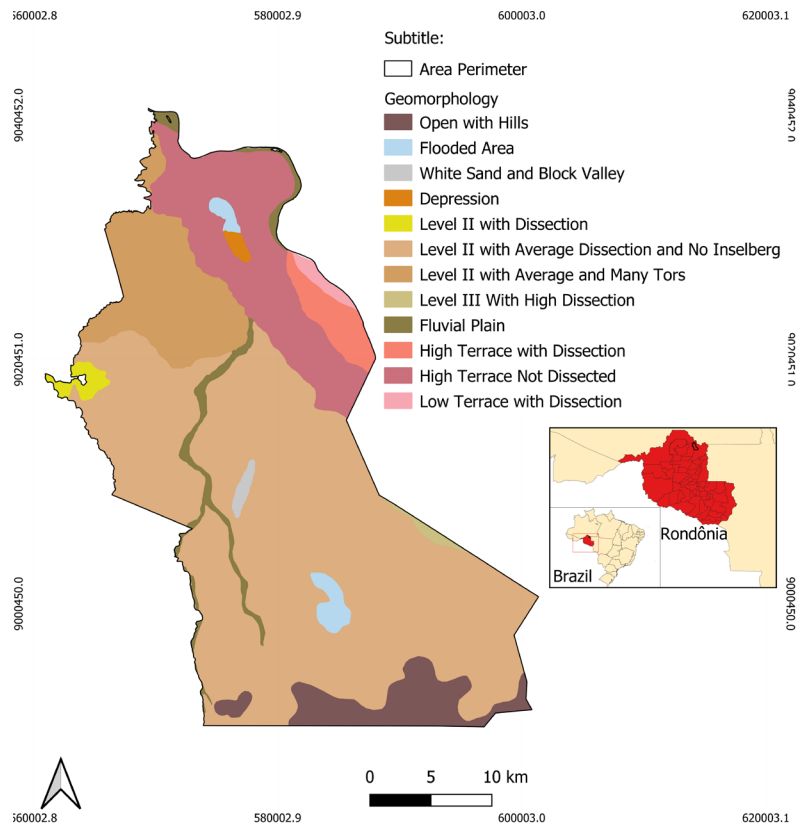 560002.8 580002.9 600003.0 620003.1
Subtitle:
Area Perimeter
Geomorphology
Open with Hills
Flooded Area
White Sand and Block Valley
Depression
Level II with Dissection
Level II with Average Dissection and No Inselberg
Level II with Average and Many Tors
Level III With High Dissection
Fluvial Plain
High Terrace with Dissection
High Terrace Not Dissected
Low Terrace with Dissection
9040452.0
9040452.0
9020451.0
9020451.0
9000450.0
9000450.0
Rondônia
Brazil
0 5 10 km
560002.8 580002.9 600003.0 620003.1